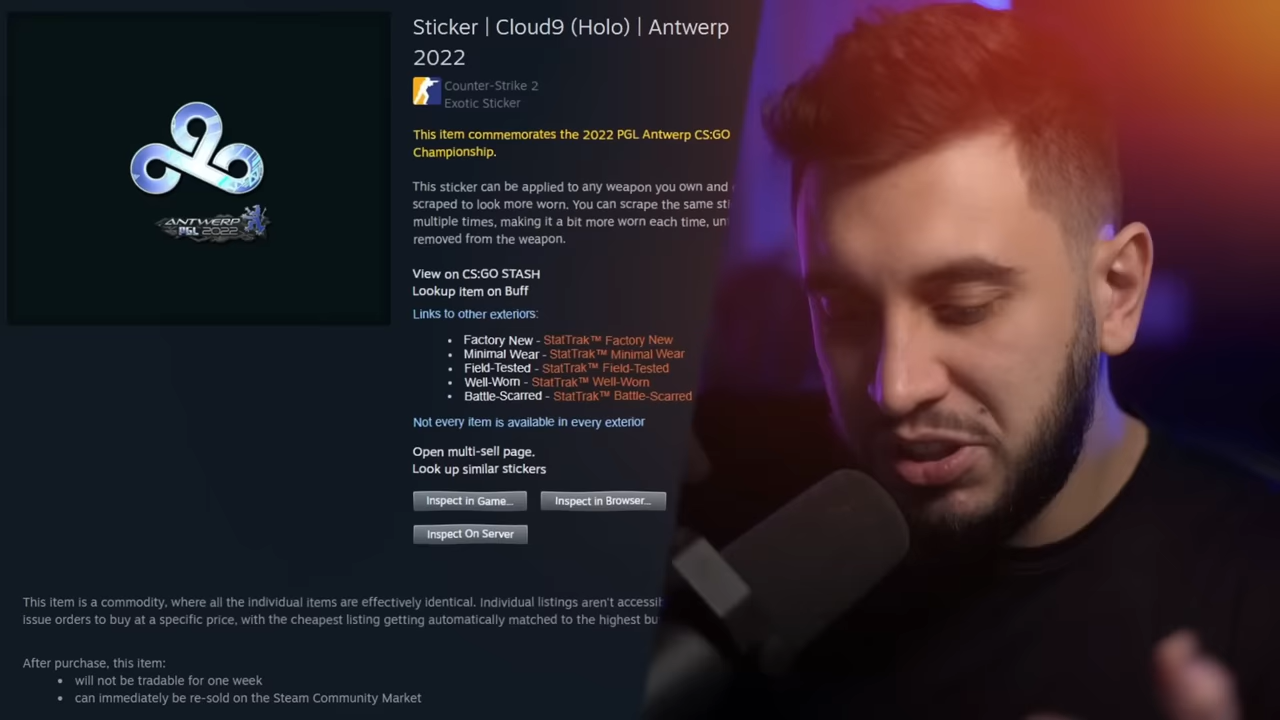 Sticker | Cloud9 (Holo) | Antwerp
2022
Counter-Strike 2
Exotic Sticker
This item commemorates the 2022 PGL Antwerp CS:GO
Championship.
This sticker can be applied to any weapon you own and
scraped to look more worn. You can scrape the same
multiple times, making it a bit more worn each time,
removed from the weapon.
View on CS:GO STASH
Lookup item on Buff
Links to other exteriors:
• Factory New - StatTrak™ Factory New
• Minimal Wear - StatTrak™ Minimal Wear
• Field-Tested - StatTrak™ Field-Tested
• Well-Worn - StatTrak™ Well-Worn
• Battle-Scarred - StatTrak™ Battle-Scarred
Not every item is available in every exterior
Open multi-sell page.
Look up similar stickers
Inspect in Game... Inspect in Browser...
Inspect On Server
ANTWERP
PGL 2022
This item is a commodity, where all the individual items are effectively identical. Individual listings aren't
issue orders to buy at a specific price, with the cheapest listing getting automatically matched to the highest
After purchase, this item:
• will not be tradable for one week
• can immediately be re-sold on the Steam Community Market